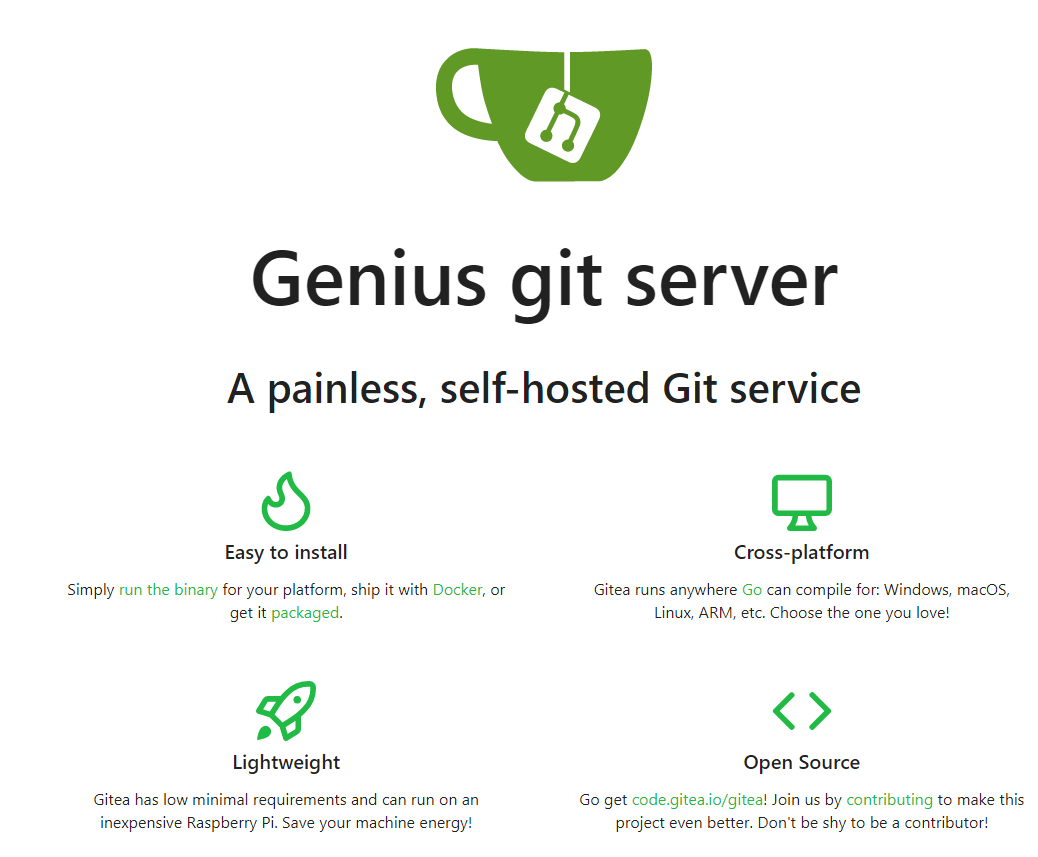 Genius git server
A painless, self-hosted Git service
Easy to install
Simply run the binary for your platform, ship it with Docker, or
get it packaged.
Cross-platform
Gitea runs anywhere Go can compile for: Windows, macOS,
Linux, ARM, etc. Choose the one you love!
Lightweight
Gitea has low minimal requirements and can run on an
inexpensive Raspberry Pi. Save your machine energy!
Open Source
Go get code.gitea.io/gitea! Join us by contributing to make this
project even better. Don't be shy to be a contributor!